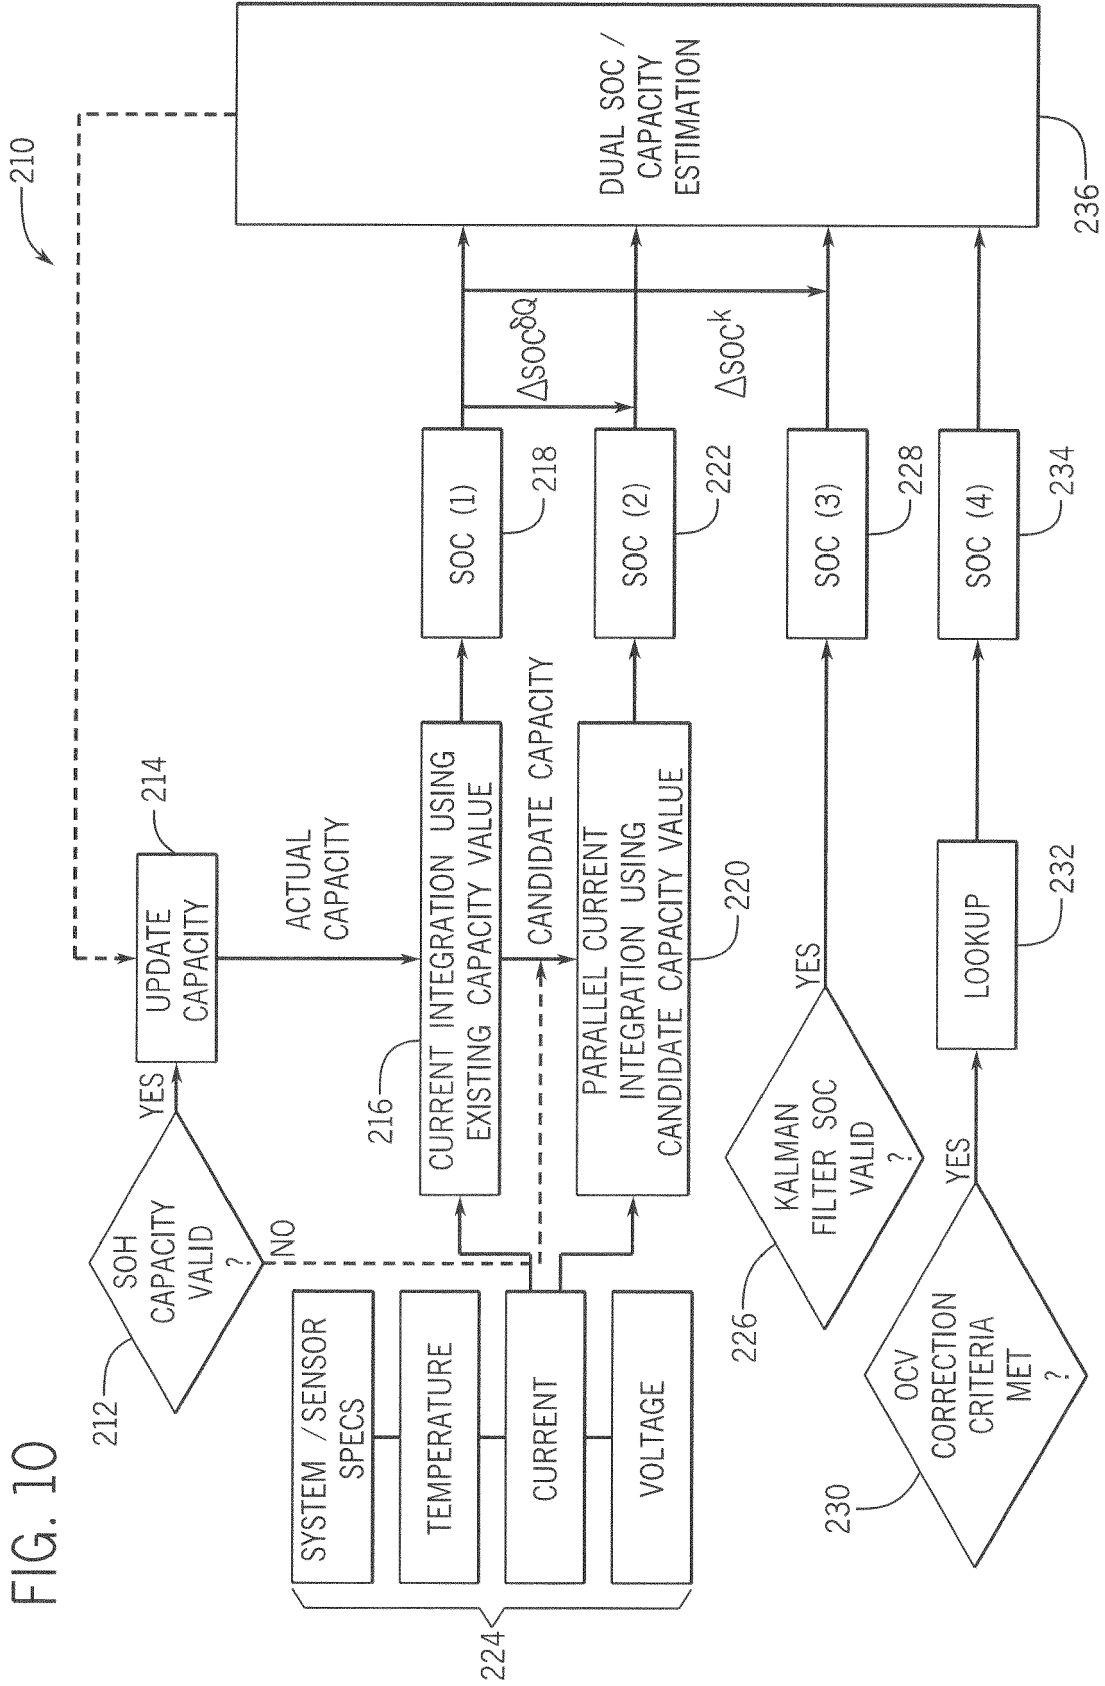 FIG. 10
210
212
SOH
CAPACITY
VALID
?
YES
NO
214
UPDATE
CAPACITY
ACTUAL
CAPACITY
SYSTEM / SENSOR
SPECS
TEMPERATURE
CURRENT
VOLTAGE
224
216
CURRENT INTEGRATION USING
EXISTING CAPACITY VALUE
CANDIDATE CAPACITY
PARALLEL CURRENT
INTEGRATION USING
CANDIDATE CAPACITY VALUE
220
SOC (1)
218
SOC (2)
222
ΔSOC^δQ
ΔSOC^k
226
KALMAN
FILTER SOC
VALID
?
YES
SOC (3)
228
230
OCV
CORRECTION
CRITERIA
MET
?
YES
LOOKUP
232
SOC (4)
234
DUAL SOC /
CAPACITY
ESTIMATION
236